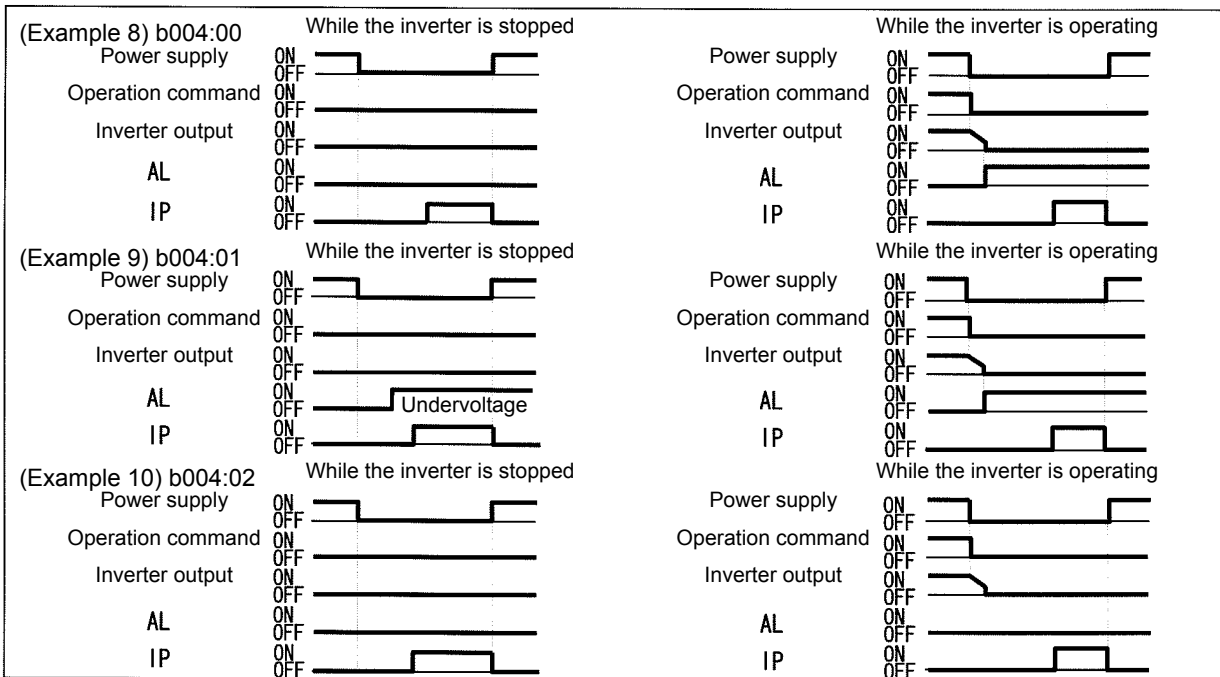 (Example 8) b004:00
While the inverter is stopped
Power supply ON OFF
Operation command ON OFF
Inverter output ON OFF
AL ON OFF
IP ON OFF
While the inverter is operating
Power supply ON OFF
Operation command ON OFF
Inverter output ON OFF
AL ON OFF
IP ON OFF
(Example 9) b004:01
While the inverter is stopped
Power supply ON OFF
Operation command ON OFF
Inverter output ON OFF
AL ON OFF Undervoltage
IP ON OFF
While the inverter is operating
Power supply ON OFF
Operation command ON OFF
Inverter output ON OFF
AL ON OFF
IP ON OFF
(Example 10) b004:02
While the inverter is stopped
Power supply ON OFF
Operation command ON OFF
Inverter output ON OFF
AL ON OFF
IP ON OFF
While the inverter is operating
Power supply ON OFF
Operation command ON OFF
Inverter output ON OFF
AL ON OFF
IP ON OFF